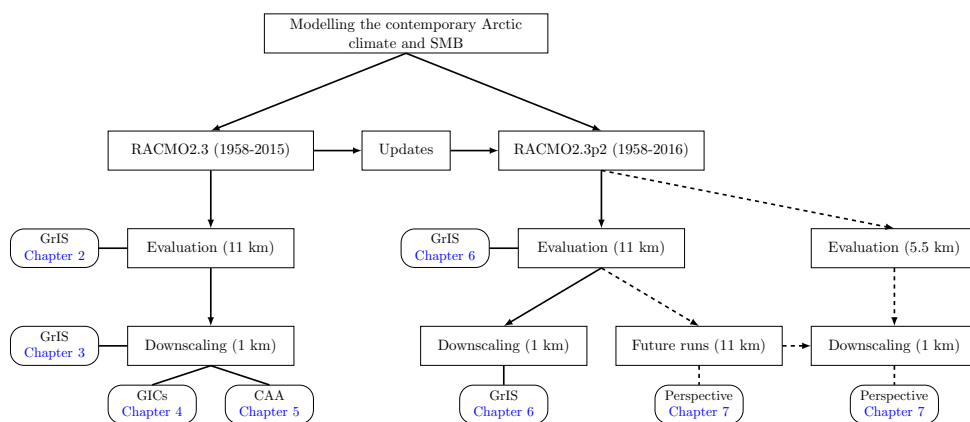 Modelling the contemporary Arctic
climate and SMB
RACMO2.3 (1958-2015)
Updates
RACMO2.3p2 (1958-2016)
GrIS
Chapter 2
Evaluation (11 km)
GrIS
Chapter 6
Evaluation (11 km)
Evaluation (5.5 km)
GrIS
Chapter 3
Downscaling (1 km)
Downscaling (1 km)
Future runs (11 km)
Downscaling (1 km)
GICs
Chapter 4
CAA
Chapter 5
GrIS
Chapter 6
Perspective
Chapter 7
Perspective
Chapter 7